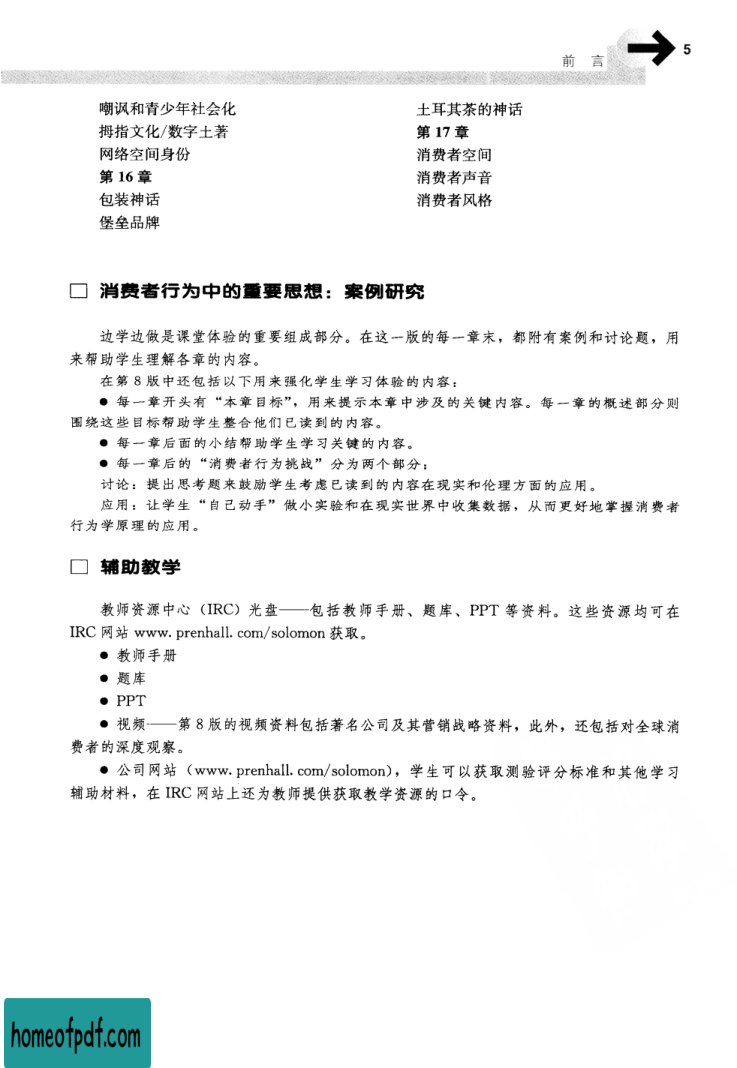 前 言
5
嘲讽和青少年社会化
拇指文化/数字土著
网络空间身份
第 16 章
包装神话
堡垒品牌
土耳其茶的神话
第 17 章
消费者空间
消费者声音
消费者风格
□ 消费者行为中的重要思想：案例研究
边学边做是课堂体验的重要组成部分。在这一版的每一章末，都附有案例和讨论题，用
来帮助学生理解各章的内容。
在第 8 版中还包括以下用来强化学生学习体验的内容：
● 每一章开头有“本章目标”，用来提示本章中涉及的关键内容。每一章的概述部分则
围绕这些目标帮助学生整合他们已读到的内容。
● 每一章后面的小结帮助学生学习关键的内容。
● 每一章后的“消费者行为挑战”分为两个部分：
讨论：提出思考题来鼓励学生考虑已读到的内容在现实和伦理方面的应用。
应用：让学生“自己动手”做小实验和在现实世界中收集数据，从而更好地掌握消费者
行为学原理的应用。
□ 辅助教学
教师资源中心（IRC）光盘——包括教师手册、题库、PPT 等资料。这些资源均可在
IRC 网站 www. prenhall. com/solomon 获取。
● 教师手册
● 题库
● PPT
● 视频——第 8 版的视频资料包括著名公司及其营销战略资料，此外，还包括对全球消
费者的深度观察。
● 公司网站（www. prenhall. com/solomon），学生可以获取测验评分标准和其他学习
辅助材料，在 IRC 网站上还为教师提供获取教学资源的口令。
homeofpdf.com